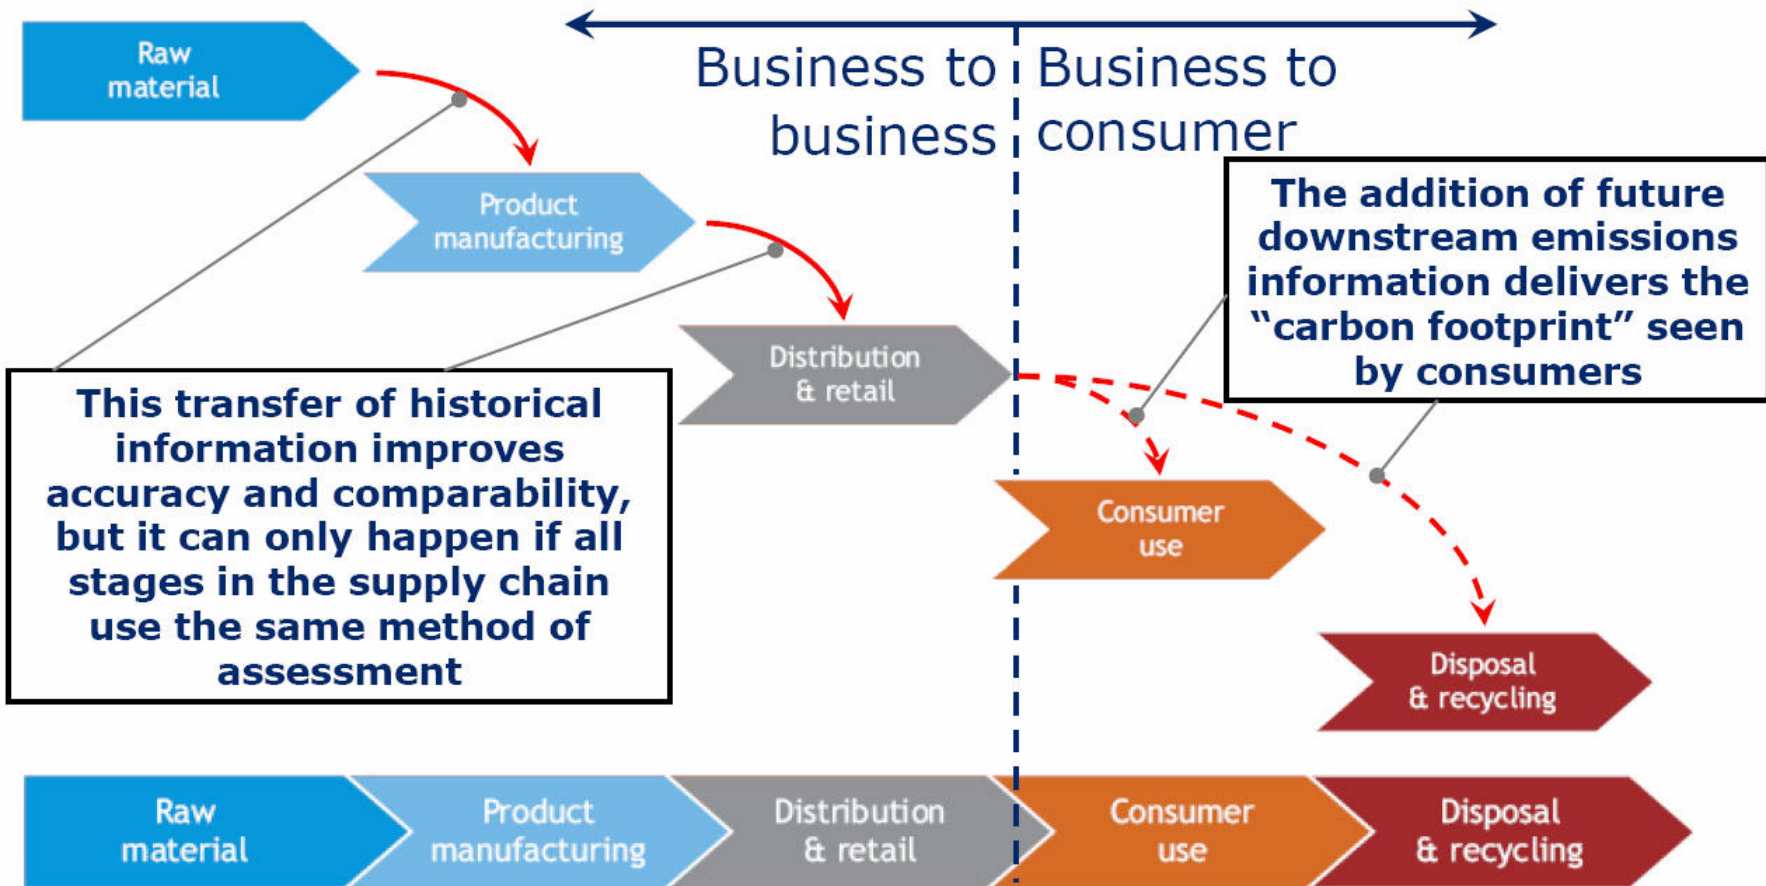 Raw
material
Business to
business
Business to
consumer
Product
manufacturing
The addition of future
downstream emissions
information delivers the
“carbon footprint” seen
by consumers
Distribution
& retail
This transfer of historical
information improves
accuracy and comparability,
but it can only happen if all
stages in the supply chain
use the same method of
assessment
Consumer
use
Disposal
& recycling
Raw
material
Product
manufacturing
Distribution
& retail
Consumer
use
Disposal
& recycling